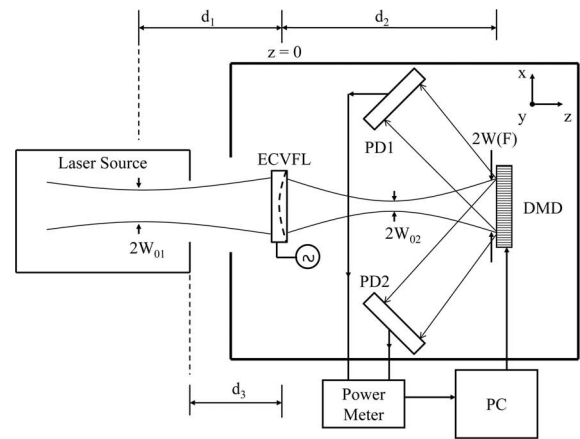 d1
d2
z = 0
x
y
z
Laser Source
ECVFL
PD1
2W(F)
DMD
2W01
2W02
PD2
d3
Power
Meter
PC